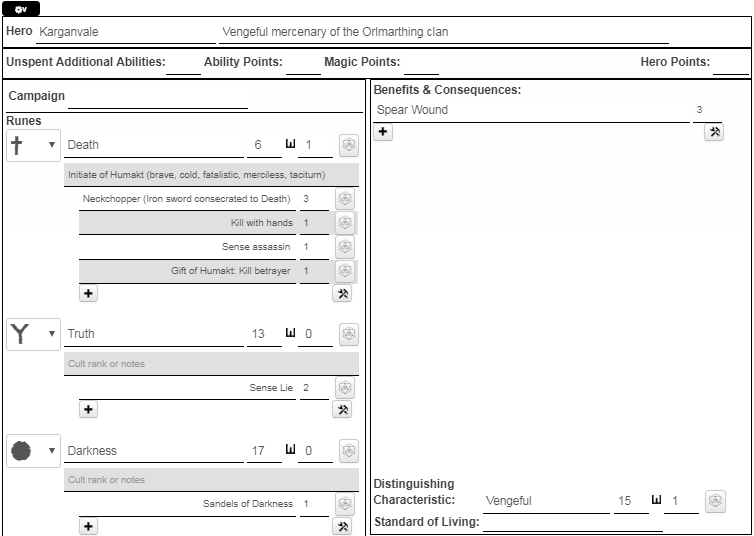 v
Hero Karganvale Vengeful mercenary of the Orlmarthing clan
Unspent Additional Abilities: Ability Points: Magic Points: Hero Points:
Campaign
Runes
Death 6 1
Initiate of Humakt (brave, cold, fatalistic, merciless, taciturn)
Neckchopper (Iron sword consecrated to Death) 3
Kill with hands 1
Sense assassin 1
Gift of Humakt: Kill betrayer 1
Truth 13 0
Cult rank or notes
Sense Lie 2
Darkness 17 0
Cult rank or notes
Sandels of Darkness 1
Benefits & Consequences:
Spear Wound 3
Distinguishing
Characteristic: Vengeful 15 1
Standard of Living: